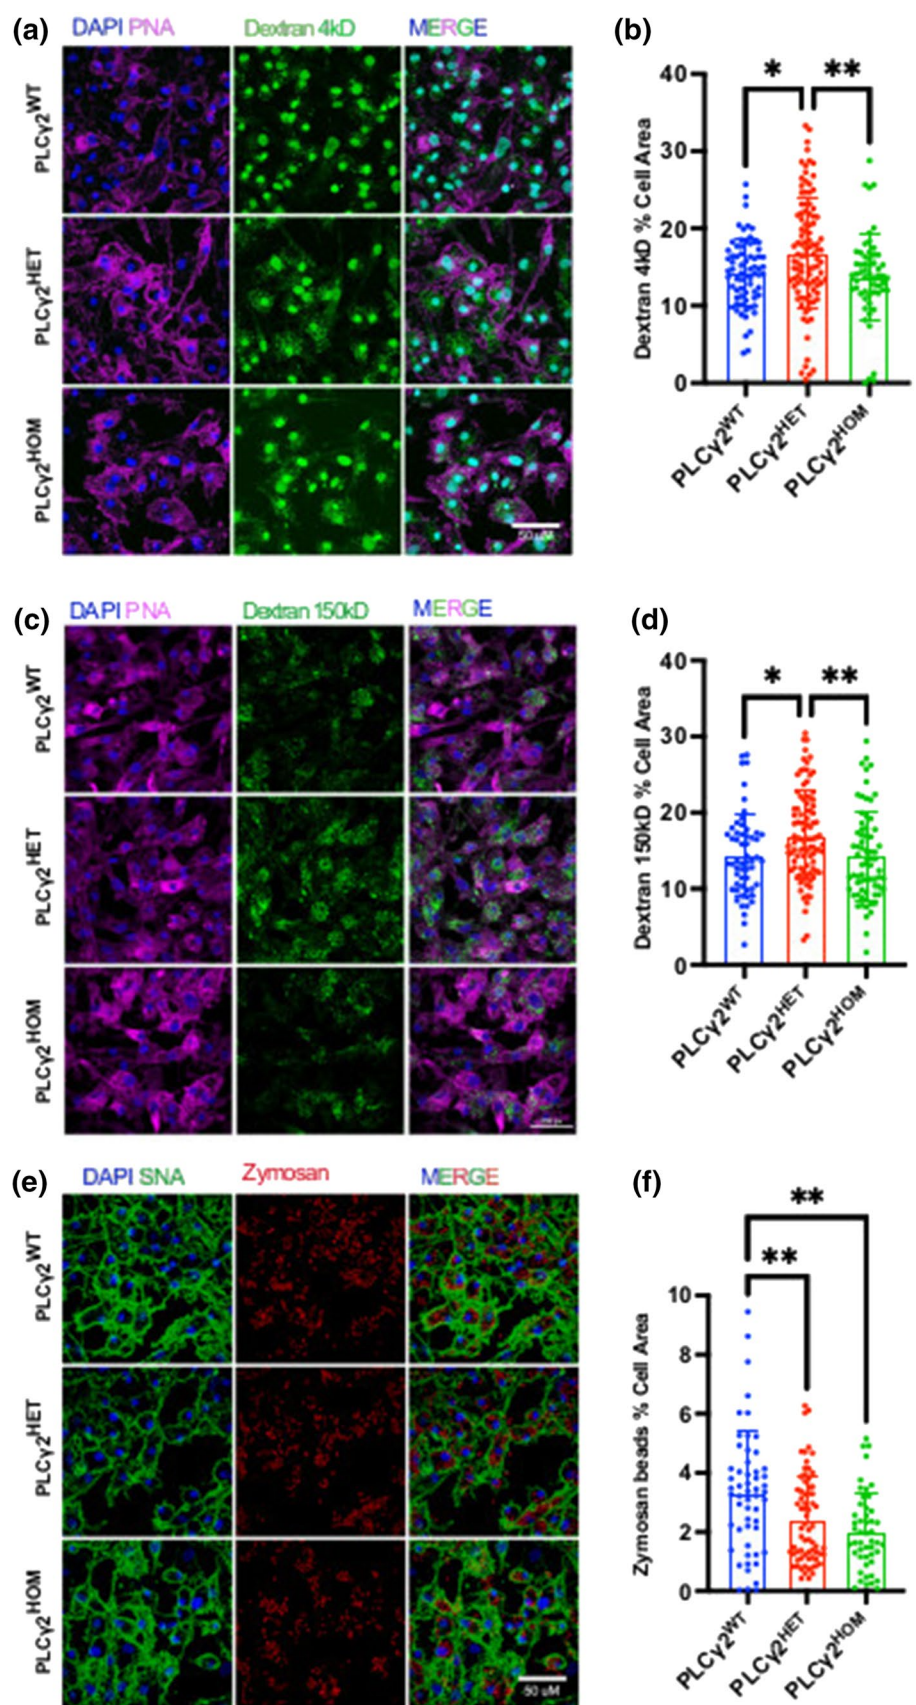 (a) DAPI PNA Dextran 4kD MERGE
PLCγ2WT
PLCγ2HET
PLCγ2HOM
50 uM
(b)
Dextran 4kD % Cell Area
40
30
20
10
0
* **
PLCγ2WT PLCγ2HET PLCγ2HOM
(c) DAPI PNA Dextran 150kD MERGE
PLCγ2WT
PLCγ2HET
PLCγ2HOM
(d)
Dextran 150kD % Cell Area
40
30
20
10
0
* **
PLCγ2WT PLCγ2HET PLCγ2HOM
(e) DAPI SNA Zymosan MERGE
PLCγ2WT
PLCγ2HET
PLCγ2HOM
50 uM
(f)
Zymosan beads % Cell Area
**
**
10
8
6
4
2
0
PLCγ2WT PLCγ2HET PLCγ2HOM